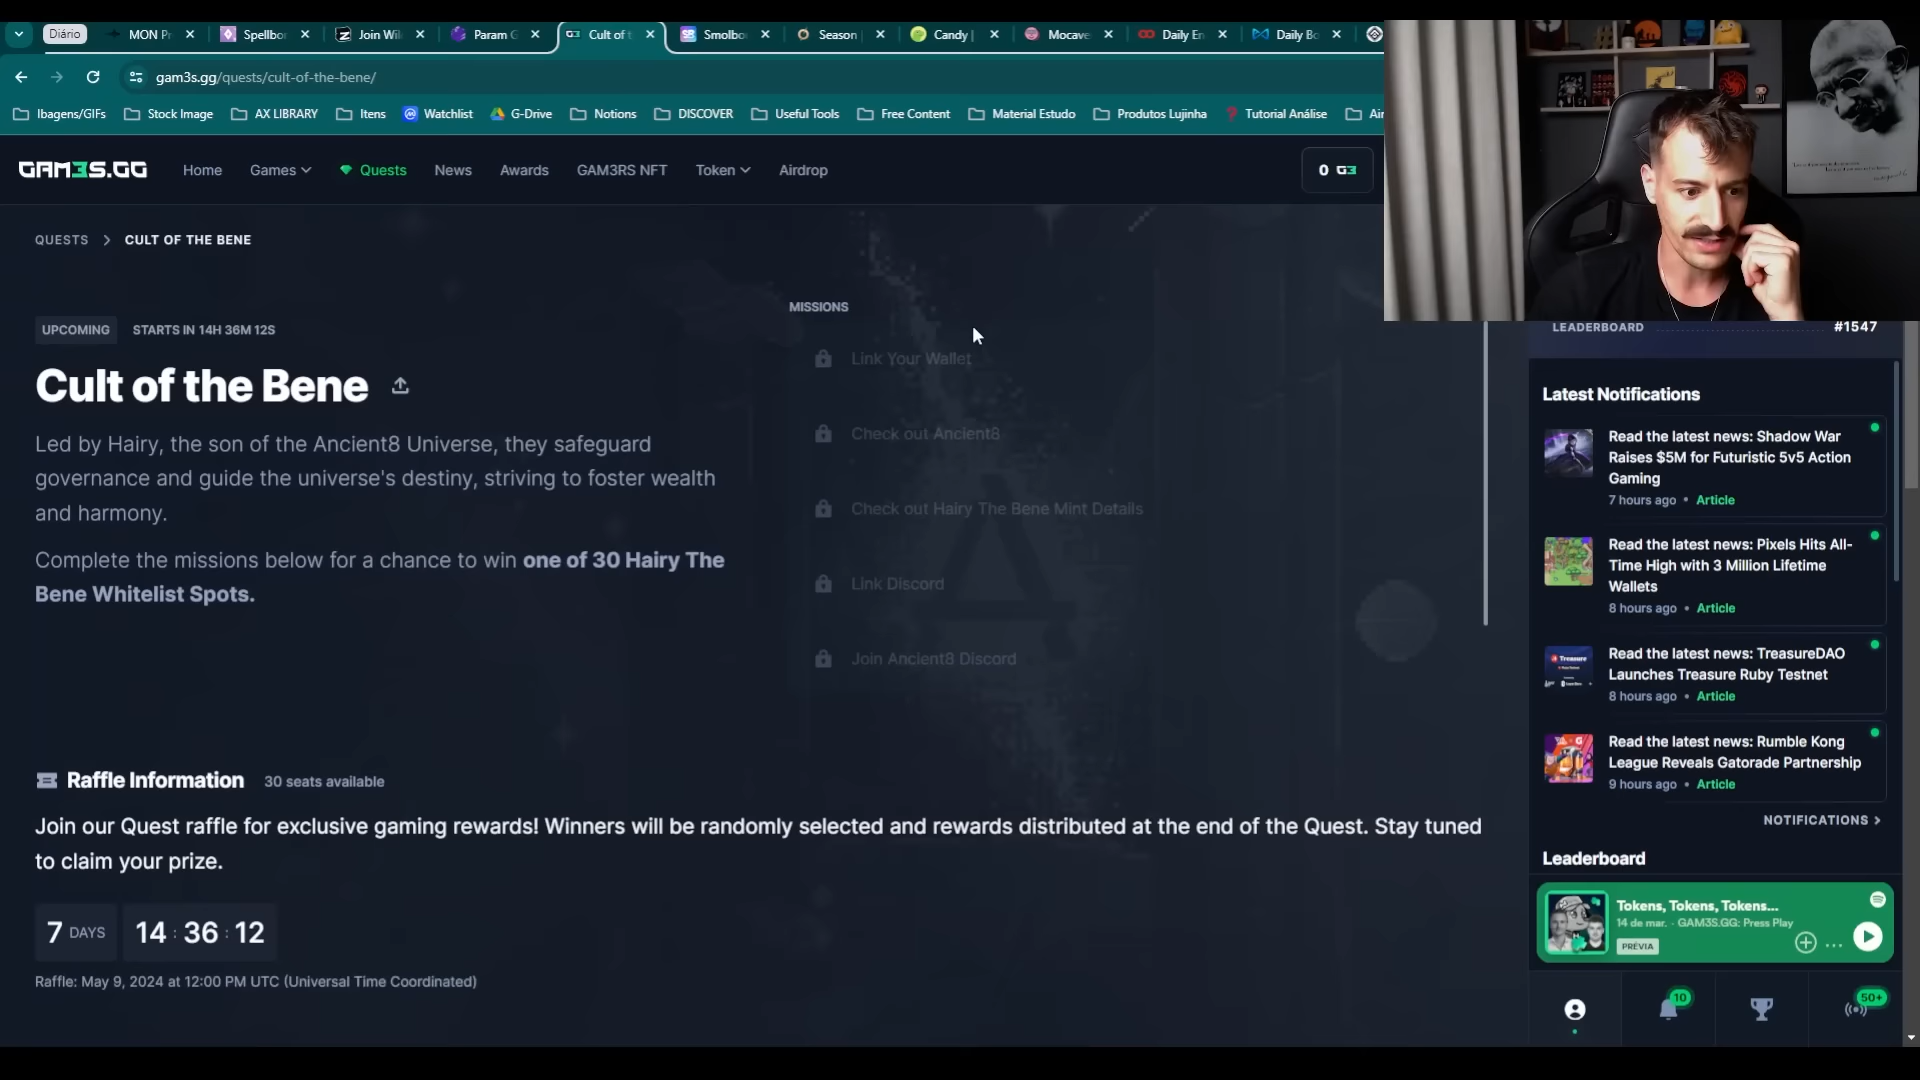 Diário
MON Pr
Spellbo
Join Wil
Param G
Cult of t
Smolbo
Season
Candy |
Mocave
Daily En
Daily Bo
gam3s.gg/quests/cult-of-the-bene/
Ibagens/GIFs
Stock Image
AX LIBRARY
Itens
Watchlist
G-Drive
Notions
DISCOVER
Useful Tools
Free Content
Material Estudo
Produtos Lujinha
Tutorial Análise
Air
GAM3S.GG
Home
Games
Quests
News
Awards
GAM3RS NFT
Token
Airdrop
0 G3
QUESTS > CULT OF THE BENE
UPCOMING
STARTS IN 14H 36M 12S
Cult of the Bene
Led by Hairy, the son of the Ancient8 Universe, they safeguard
governance and guide the universe's destiny, striving to foster wealth
and harmony.
Complete the missions below for a chance to win one of 30 Hairy The
Bene Whitelist Spots.
MISSIONS
Link Your Wallet
Check out Ancient8
Check out Hairy The Bene Mint Details
Link Discord
Join Ancient8 Discord
Raffle Information
30 seats available
Join our Quest raffle for exclusive gaming rewards! Winners will be randomly selected and rewards distributed at the end of the Quest. Stay tuned
to claim your prize.
7 DAYS
14 : 36 : 12
Raffle: May 9, 2024 at 12:00 PM UTC (Universal Time Coordinated)
LEADERBOARD
#1547
Latest Notifications
Read the latest news: Shadow War
Raises $5M for Futuristic 5v5 Action
Gaming
7 hours ago • Article
Read the latest news: Pixels Hits All-
Time High with 3 Million Lifetime
Wallets
8 hours ago • Article
Read the latest news: TreasureDAO
Launches Treasure Ruby Testnet
8 hours ago • Article
Read the latest news: Rumble Kong
League Reveals Gatorade Partnership
9 hours ago • Article
NOTIFICATIONS >
Leaderboard
Tokens, Tokens, Tokens...
14 de mar. · GAM3S.GG: Press Play
PRÉVIA
10
50+